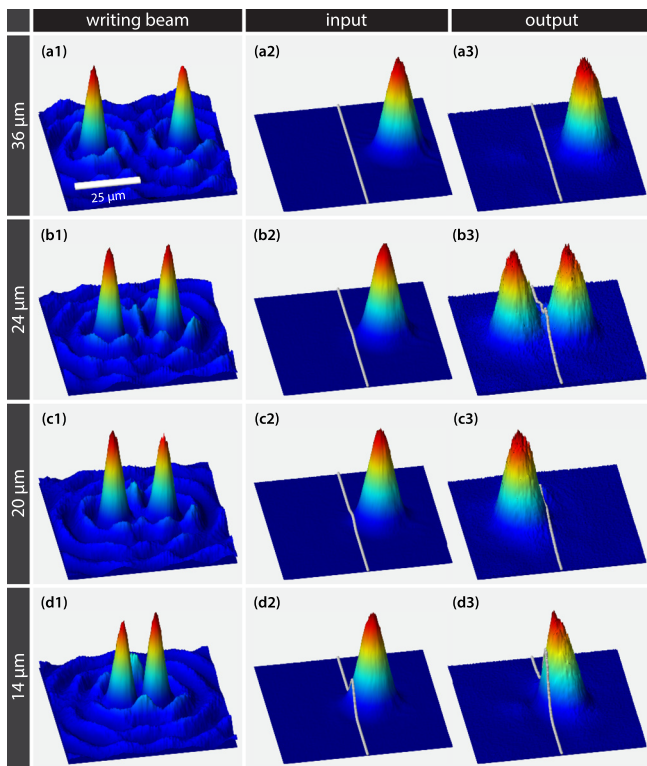 writing beam input output
36 μm (a1) (a2) (a3)
25 μm
24 μm (b1) (b2) (b3)
20 μm (c1) (c2) (c3)
14 μm (d1) (d2) (d3)